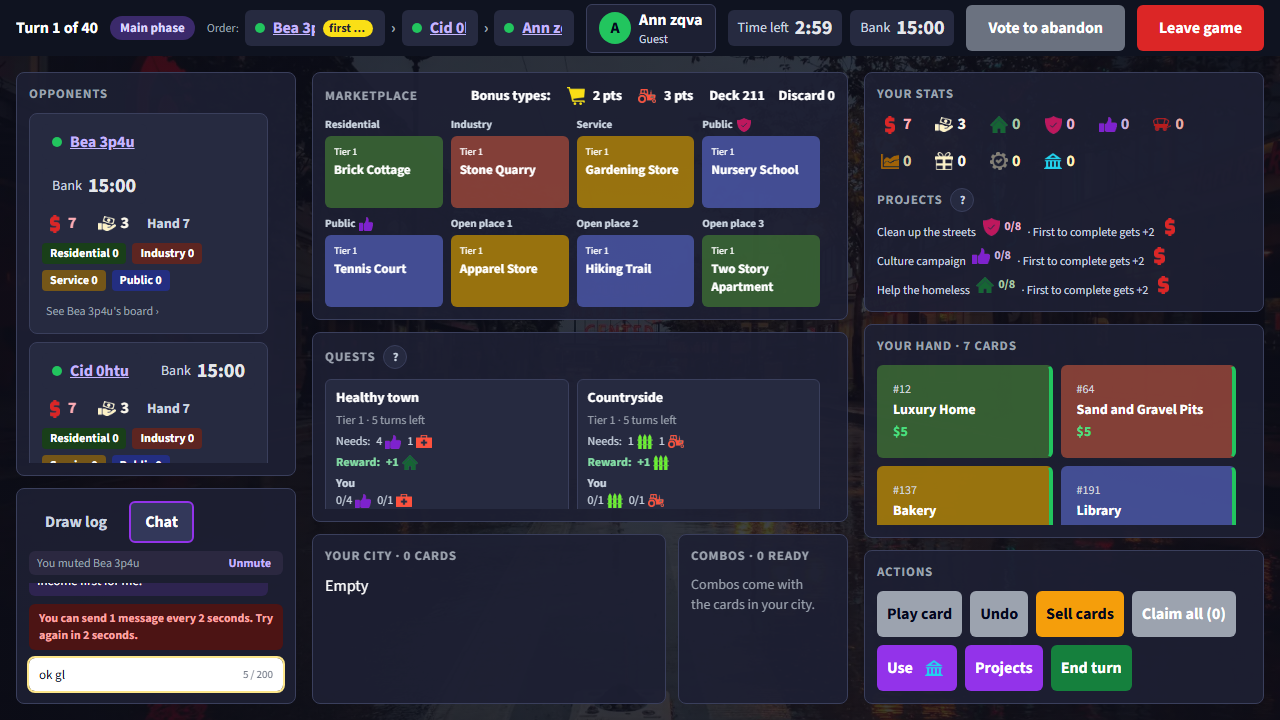 Turn 1 of 40 Main phase Order: Bea 3p first ... › Cid 0 › Ann z A Ann zqva Time left 2:59 Bank 15:00 Vote to abandon Leave game
Guest
OPPONENTS
Bea 3p4u
Bank 15:00
7 3 Hand 7
Residential 0 Industry 0
Service 0 Public 0
See Bea 3p4u's board ›
Cid 0htu Bank 15:00
7 3 Hand 7
Residential 0 Industry 0
Draw log Chat
You muted Bea 3p4u Unmute
You can send 1 message every 2 seconds. Try
again in 2 seconds.
ok gl 5 / 200
MARKETPLACE Bonus types: 2 pts 3 pts Deck 211 Discard 0
Residential Industry Service Public
Tier 1 Tier 1 Tier 1 Tier 1
Brick Cottage Stone Quarry Gardening Store Nursery School
Public Open place 1 Open place 2 Open place 3
Tier 1 Tier 1 Tier 1 Tier 1
Tennis Court Apparel Store Hiking Trail Two Story
Apartment
QUESTS ?
Healthy town Countryside
Tier 1 · 5 turns left Tier 1 · 5 turns left
Needs: 4 1 Needs: 1 1
Reward: +1 Reward: +1
You You
0/4 0/1 0/1 0/1
YOUR CITY · 0 CARDS
Empty
COMBOS · 0 READY
Combos come with
the cards in your city.
YOUR STATS
7 3 0 0 0 0
0 0 0 0
PROJECTS ?
Clean up the streets 0/8 · First to complete gets +2
Culture campaign 0/8 · First to complete gets +2
Help the homeless 0/8 · First to complete gets +2
YOUR HAND · 7 CARDS
#12 #64
Luxury Home Sand and Gravel Pits
$5 $5
#137 #191
Bakery Library
ACTIONS
Play card Undo Sell cards Claim all (0)
Use Projects End turn